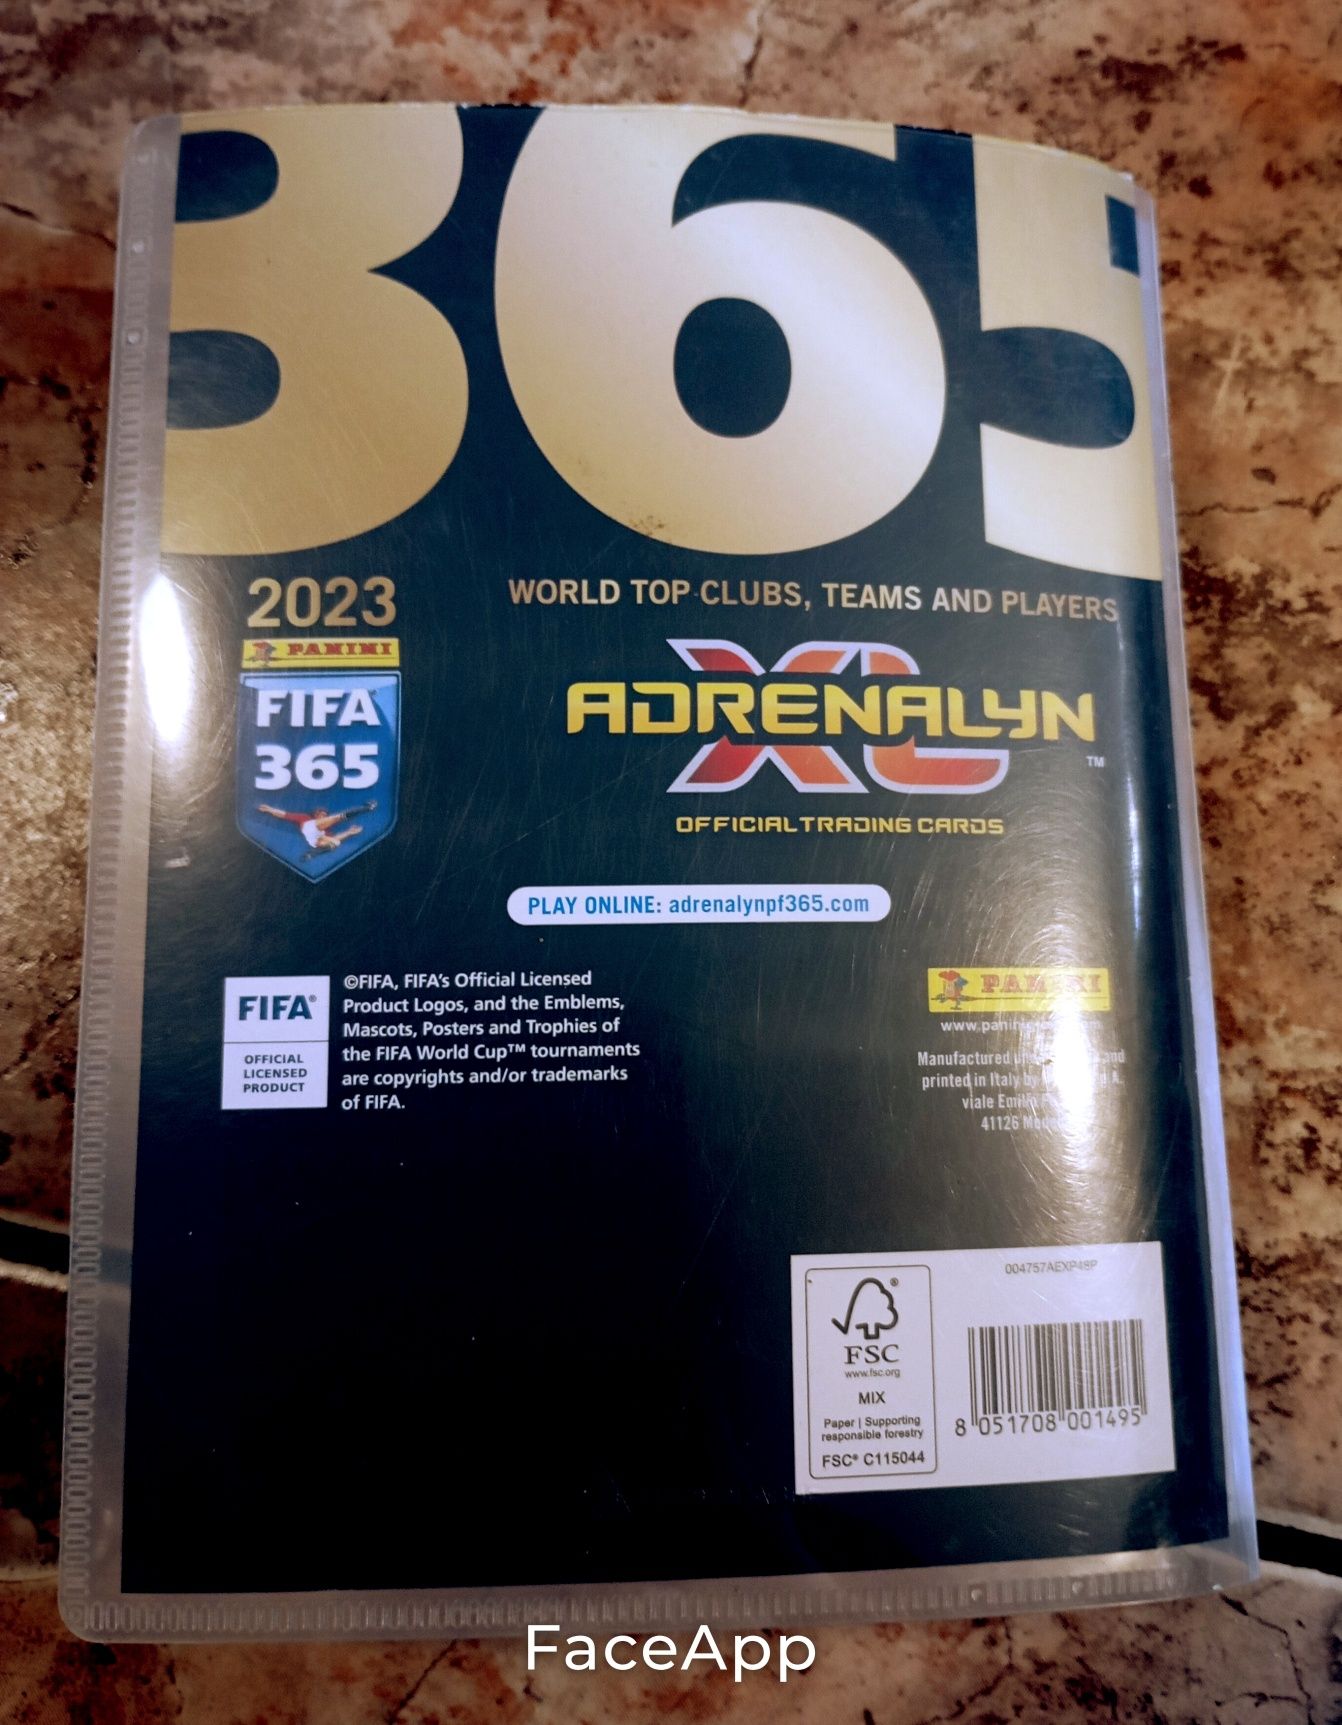 365
2023
WORLD TOP CLUBS, TEAMS AND PLAYERS
PANINI
FIFA
365
ADRENALYN
XL
TM
OFFICIAL TRADING CARDS
PLAY ONLINE: adrenalynpf365.com
FIFA®
OFFICIAL
LICENSED
PRODUCT
©FIFA, FIFA's Official Licensed
Product Logos, and the Emblems,
Mascots, Posters and Trophies of
the FIFA World Cup™ tournaments
are copyrights and/or trademarks
of FIFA.
PANINI
Manufactured and
printed in Italy by
viale
41126
004757AEXP48P
FSC
www.fsc.org
MIX
Paper | Supporting
responsible forestry
FSC® C115044
8 051708 001495
FaceApp